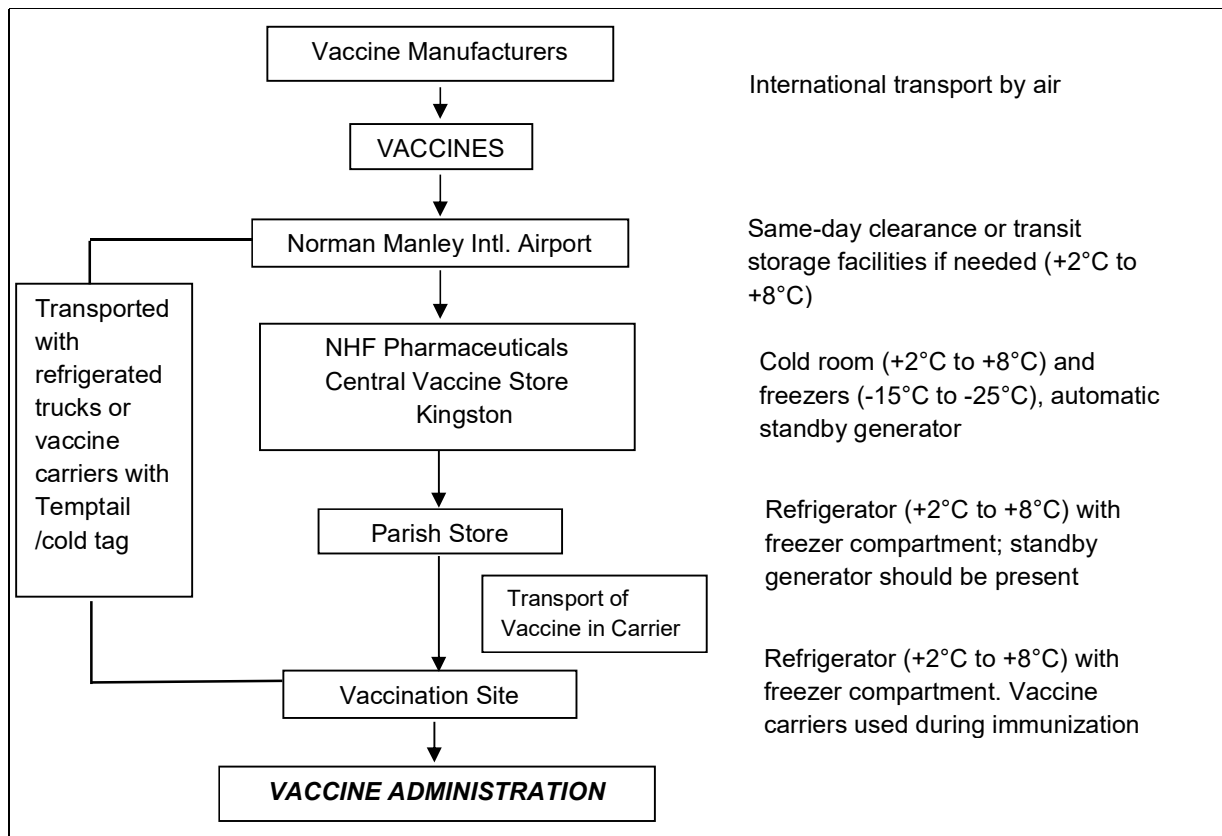 Vaccine Manufacturers
International transport by air
VACCINES
Norman Manley Intl. Airport
Same-day clearance or transit
storage facilities if needed (+2°C to
+8°C)
Transported
with
refrigerated
trucks or
vaccine
carriers with
Temptail
/cold tag
NHF Pharmaceuticals
Central Vaccine Store
Kingston
Cold room (+2°C to +8°C) and
freezers (-15°C to -25°C), automatic
standby generator
Parish Store
Refrigerator (+2°C to +8°C) with
freezer compartment; standby
generator should be present
Transport of
Vaccine in Carrier
Vaccination Site
Refrigerator (+2°C to +8°C) with
freezer compartment. Vaccine
carriers used during immunization
VACCINE ADMINISTRATION